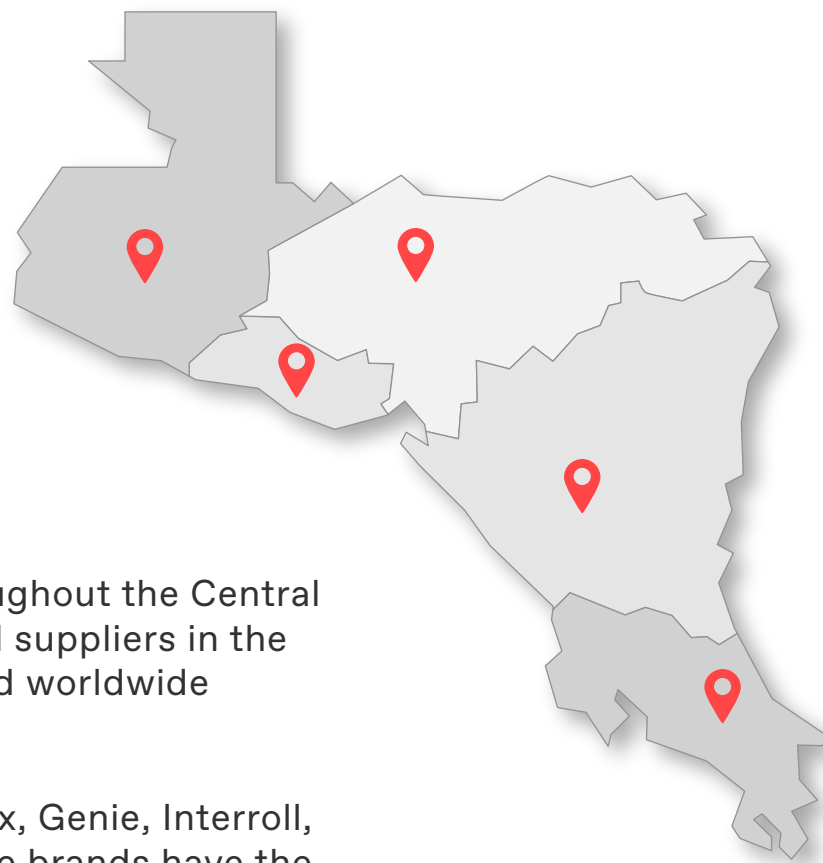 ughout the Central
suppliers in the
d worldwide
x, Genie, Interroll,
e brands have the